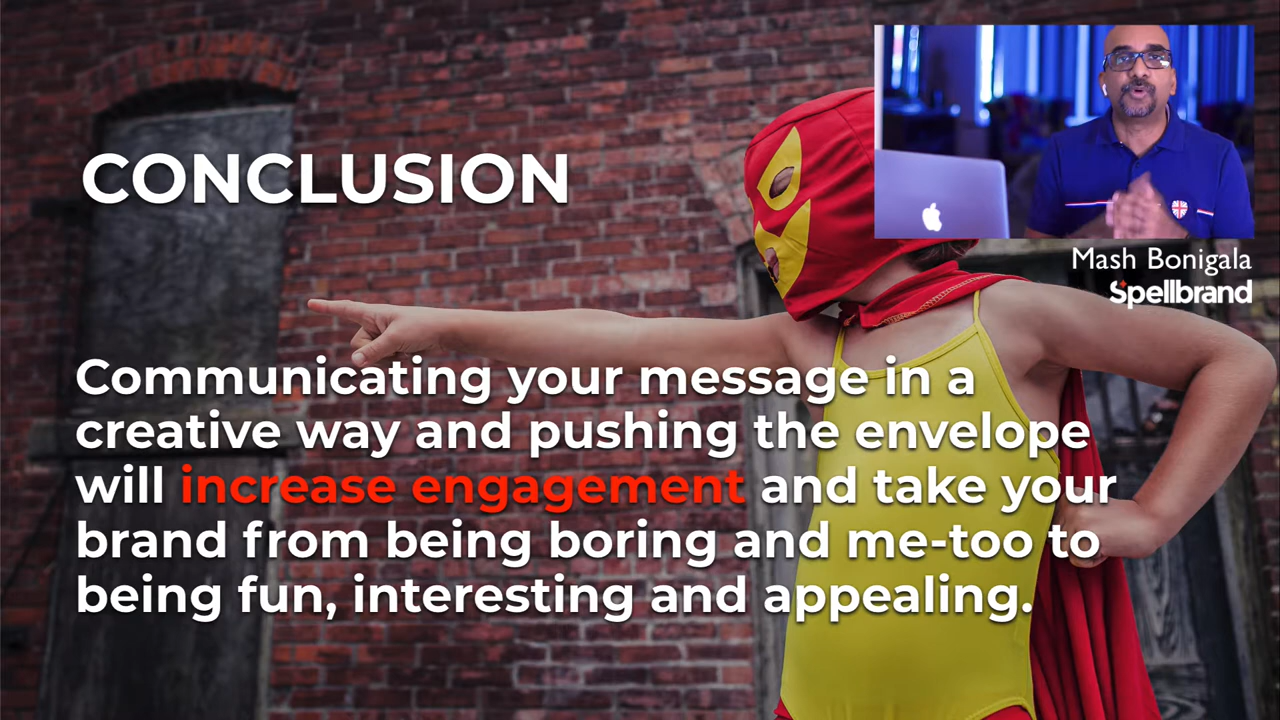 CONCLUSION
Mash Bonigala
Spellbrand
Communicating your message in a
creative way and pushing the envelope
will increase engagement and take your
brand from being boring and me-too to
being fun, interesting and appealing.